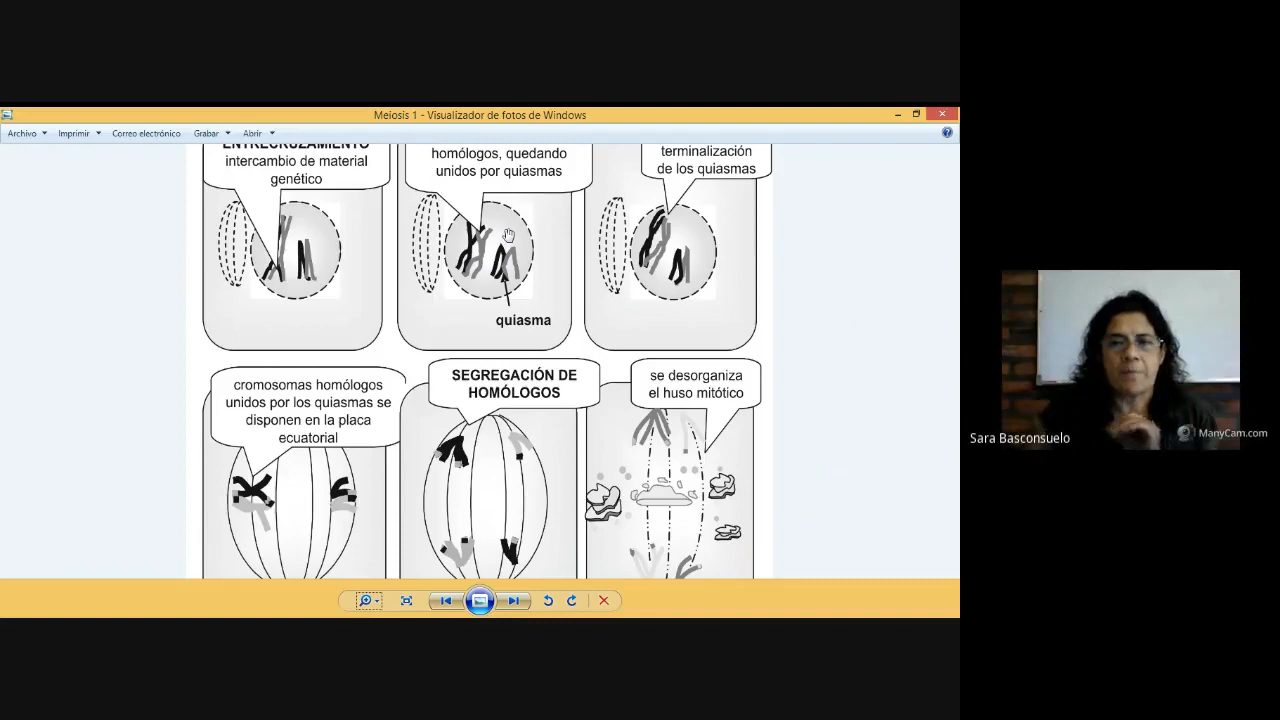 Meiosis 1 - Visualizador de fotos de Windows
Archivo Imprimir Correo electrónico Grabar Abrir
ENTRECRUZAMIENTO
intercambio de material
genético
homólogos, quedando
unidos por quiasmas
terminalización
de los quiasmas
quiasma
cromosomas homólogos
unidos por los quiasmas se
disponen en la placa
ecuatorial
SEGREGACIÓN DE
HOMÓLOGOS
se desorganiza
el huso mitótico
Sara Basconsuelo
ManyCam.com